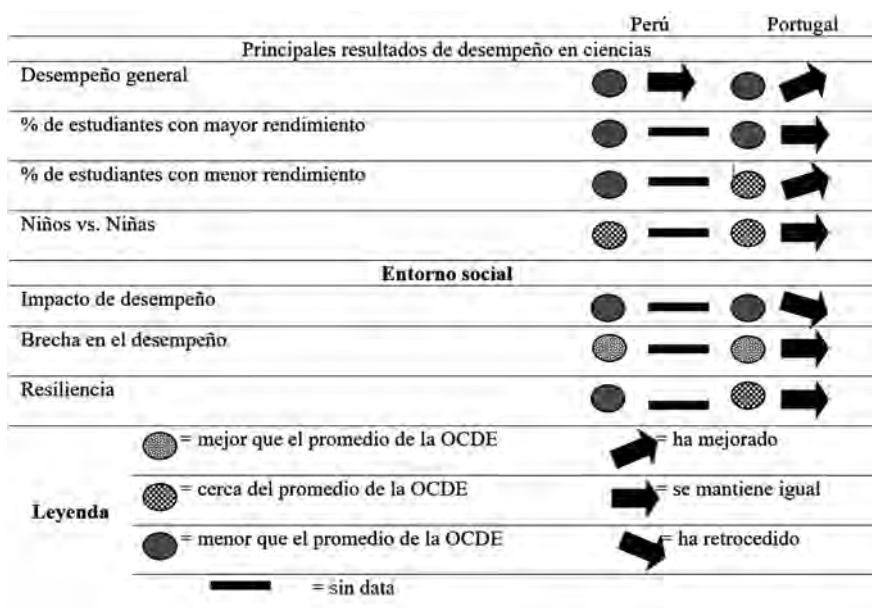 Perú Portugal
Principales resultados de desempeño en ciencias
Desempeño general
% de estudiantes con mayor rendimiento
% de estudiantes con menor rendimiento
Niños vs. Niñas
Entorno social
Impacto de desempeño
Brecha en el desempeño
Resiliencia
= mejor que el promedio de la OCDE = ha mejorado
Leyenda = cerca del promedio de la OCDE = se mantiene igual
= menor que el promedio de la OCDE = ha retrocedido
= sin data